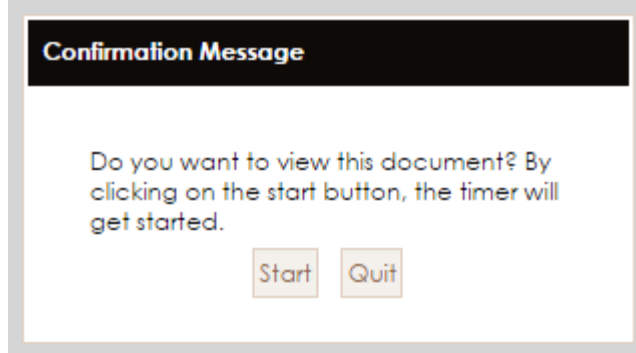 Confirmation Message
Do you want to view this document? By
clicking on the start button, the timer will
get started.
Start Quit